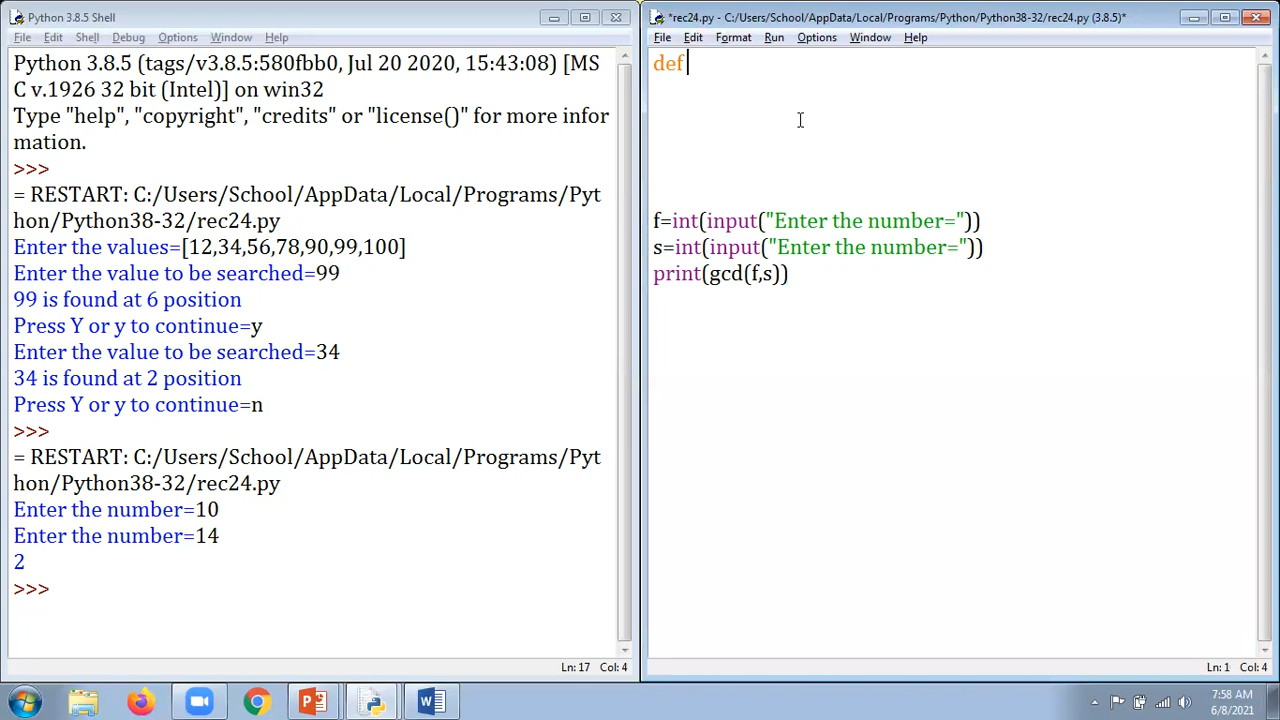 Python 3.8.5 Shell
File Edit Shell Debug Options Window Help
Python 3.8.5 (tags/v3.8.5:580fbb0, Jul 20 2020, 15:43:08) [MS
C v.1926 32 bit (Intel)] on win32
Type "help", "copyright", "credits" or "license()" for more infor
mation.
>>>
= RESTART: C:/Users/School/AppData/Local/Programs/Pyt
hon/Python38-32/rec24.py
Enter the values=[12,34,56,78,90,99,100]
Enter the value to be searched=99
99 is found at 6 position
Press Y or y to continue=y
Enter the value to be searched=34
34 is found at 2 position
Press Y or y to continue=n
>>>
= RESTART: C:/Users/School/AppData/Local/Programs/Pyt
hon/Python38-32/rec24.py
Enter the number=10
Enter the number=14
2
>>>
Ln: 17 Col: 4
*rec24.py - C:/Users/School/AppData/Local/Programs/Python/Python38-32/rec24.py (3.8.5)*
File Edit Format Run Options Window Help
def
f=int(input("Enter the number="))
s=int(input("Enter the number="))
print(gcd(f,s))
Ln: 1 Col: 4
7:58 AM
6/8/2021